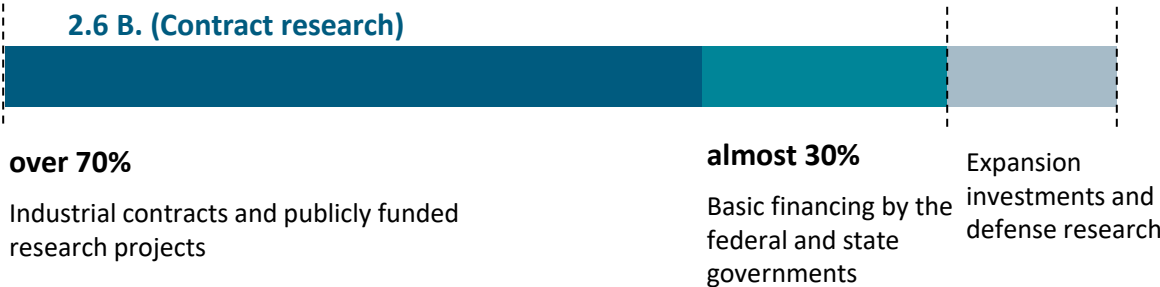 2.6 B. (Contract research)
over 70%
Industrial contracts and publicly funded
research projects
almost 30%
Basic financing by the
federal and state
governments
Expansion
investments and
defense research